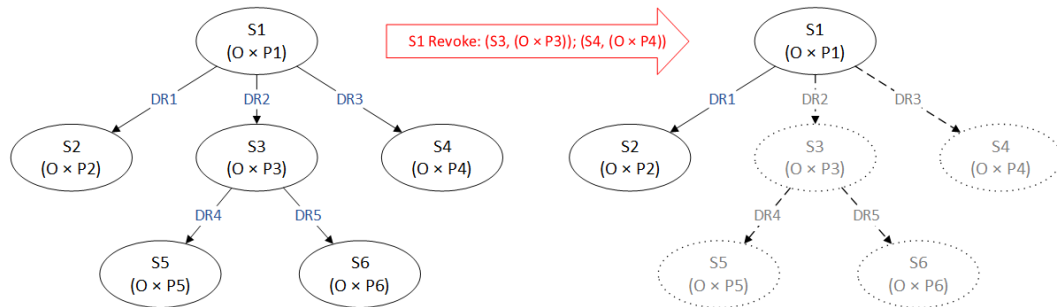 S1
(O × P1)
S1 Revoke: (S3, (O × P3)); (S4, (O × P4))
S1
(O × P1)
DR1
DR2
DR3
DR1
DR2
DR3
S2
(O × P2)
S3
(O × P3)
S4
(O × P4)
S2
(O × P2)
S3
(O × P3)
S4
(O × P4)
DR4
DR5
DR4
DR5
S5
(O × P5)
S6
(O × P6)
S5
(O × P5)
S6
(O × P6)